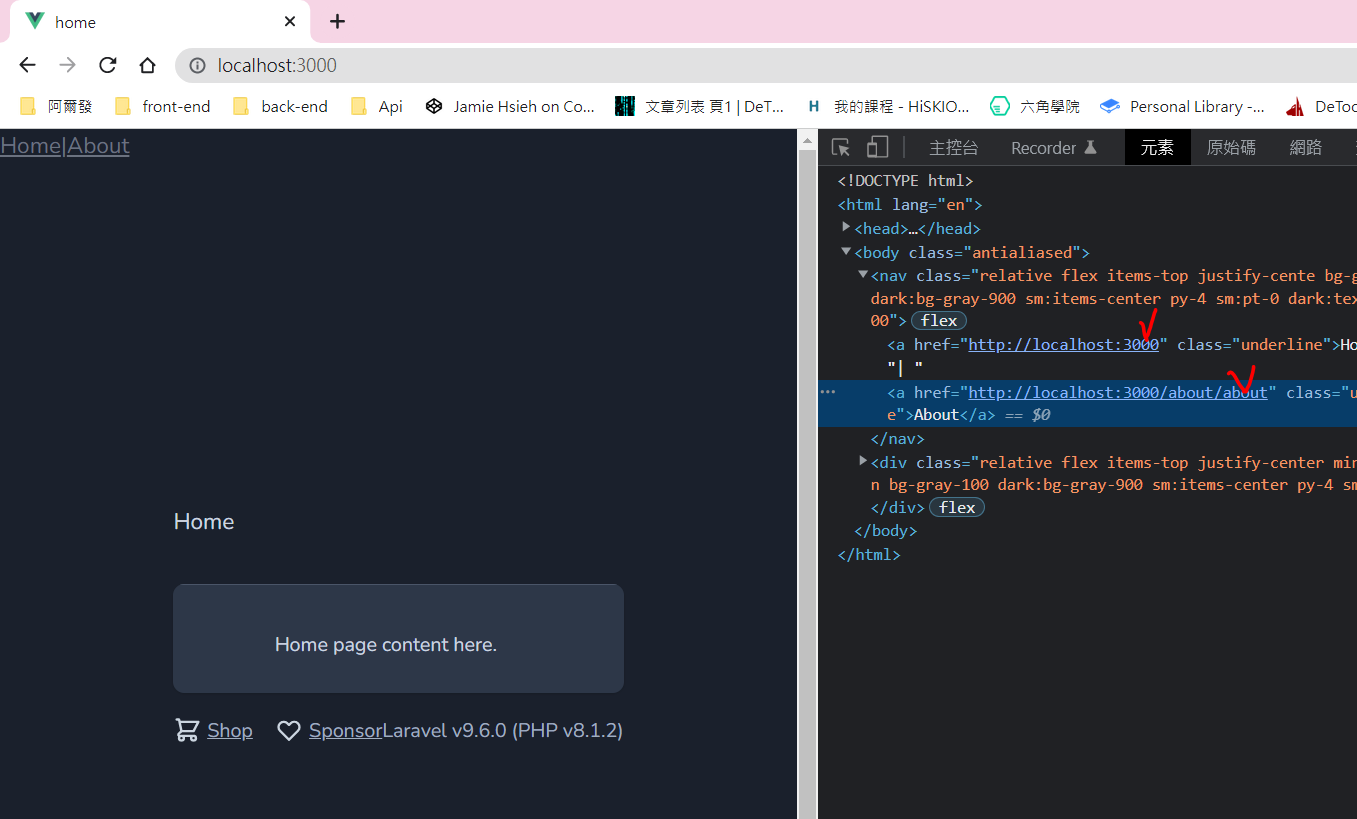 home
localhost:3000
阿爾發 front-end back-end Api Jamie Hsieh on Co... 文章列表 頁1 | DeT... H 我的課程 - HiSKIO... 六角學院 Personal Library -... DeToo
Home|About
Home
Home page content here.
Shop SponsorLaravel v9.6.0 (PHP v8.1.2)
主控台 Recorder 元素 原始碼 網路
<!DOCTYPE html>
<html lang="en">
<head>…</head>
<body class="antialiased">
<nav class="relative flex items-top justify-cente bg-g
dark:bg-gray-900 sm:items-center py-4 sm:pt-0 dark:tex
00"> flex
<a href="http://localhost:3000" class="underline">Ho
"| "
<a href="http://localhost:3000/about/about" class="u
e">About</a> == $0
</nav>
<div class="relative flex items-top justify-center min
n bg-gray-100 dark:bg-gray-900 sm:items-center py-4 sm
</div> flex
</body>
</html>